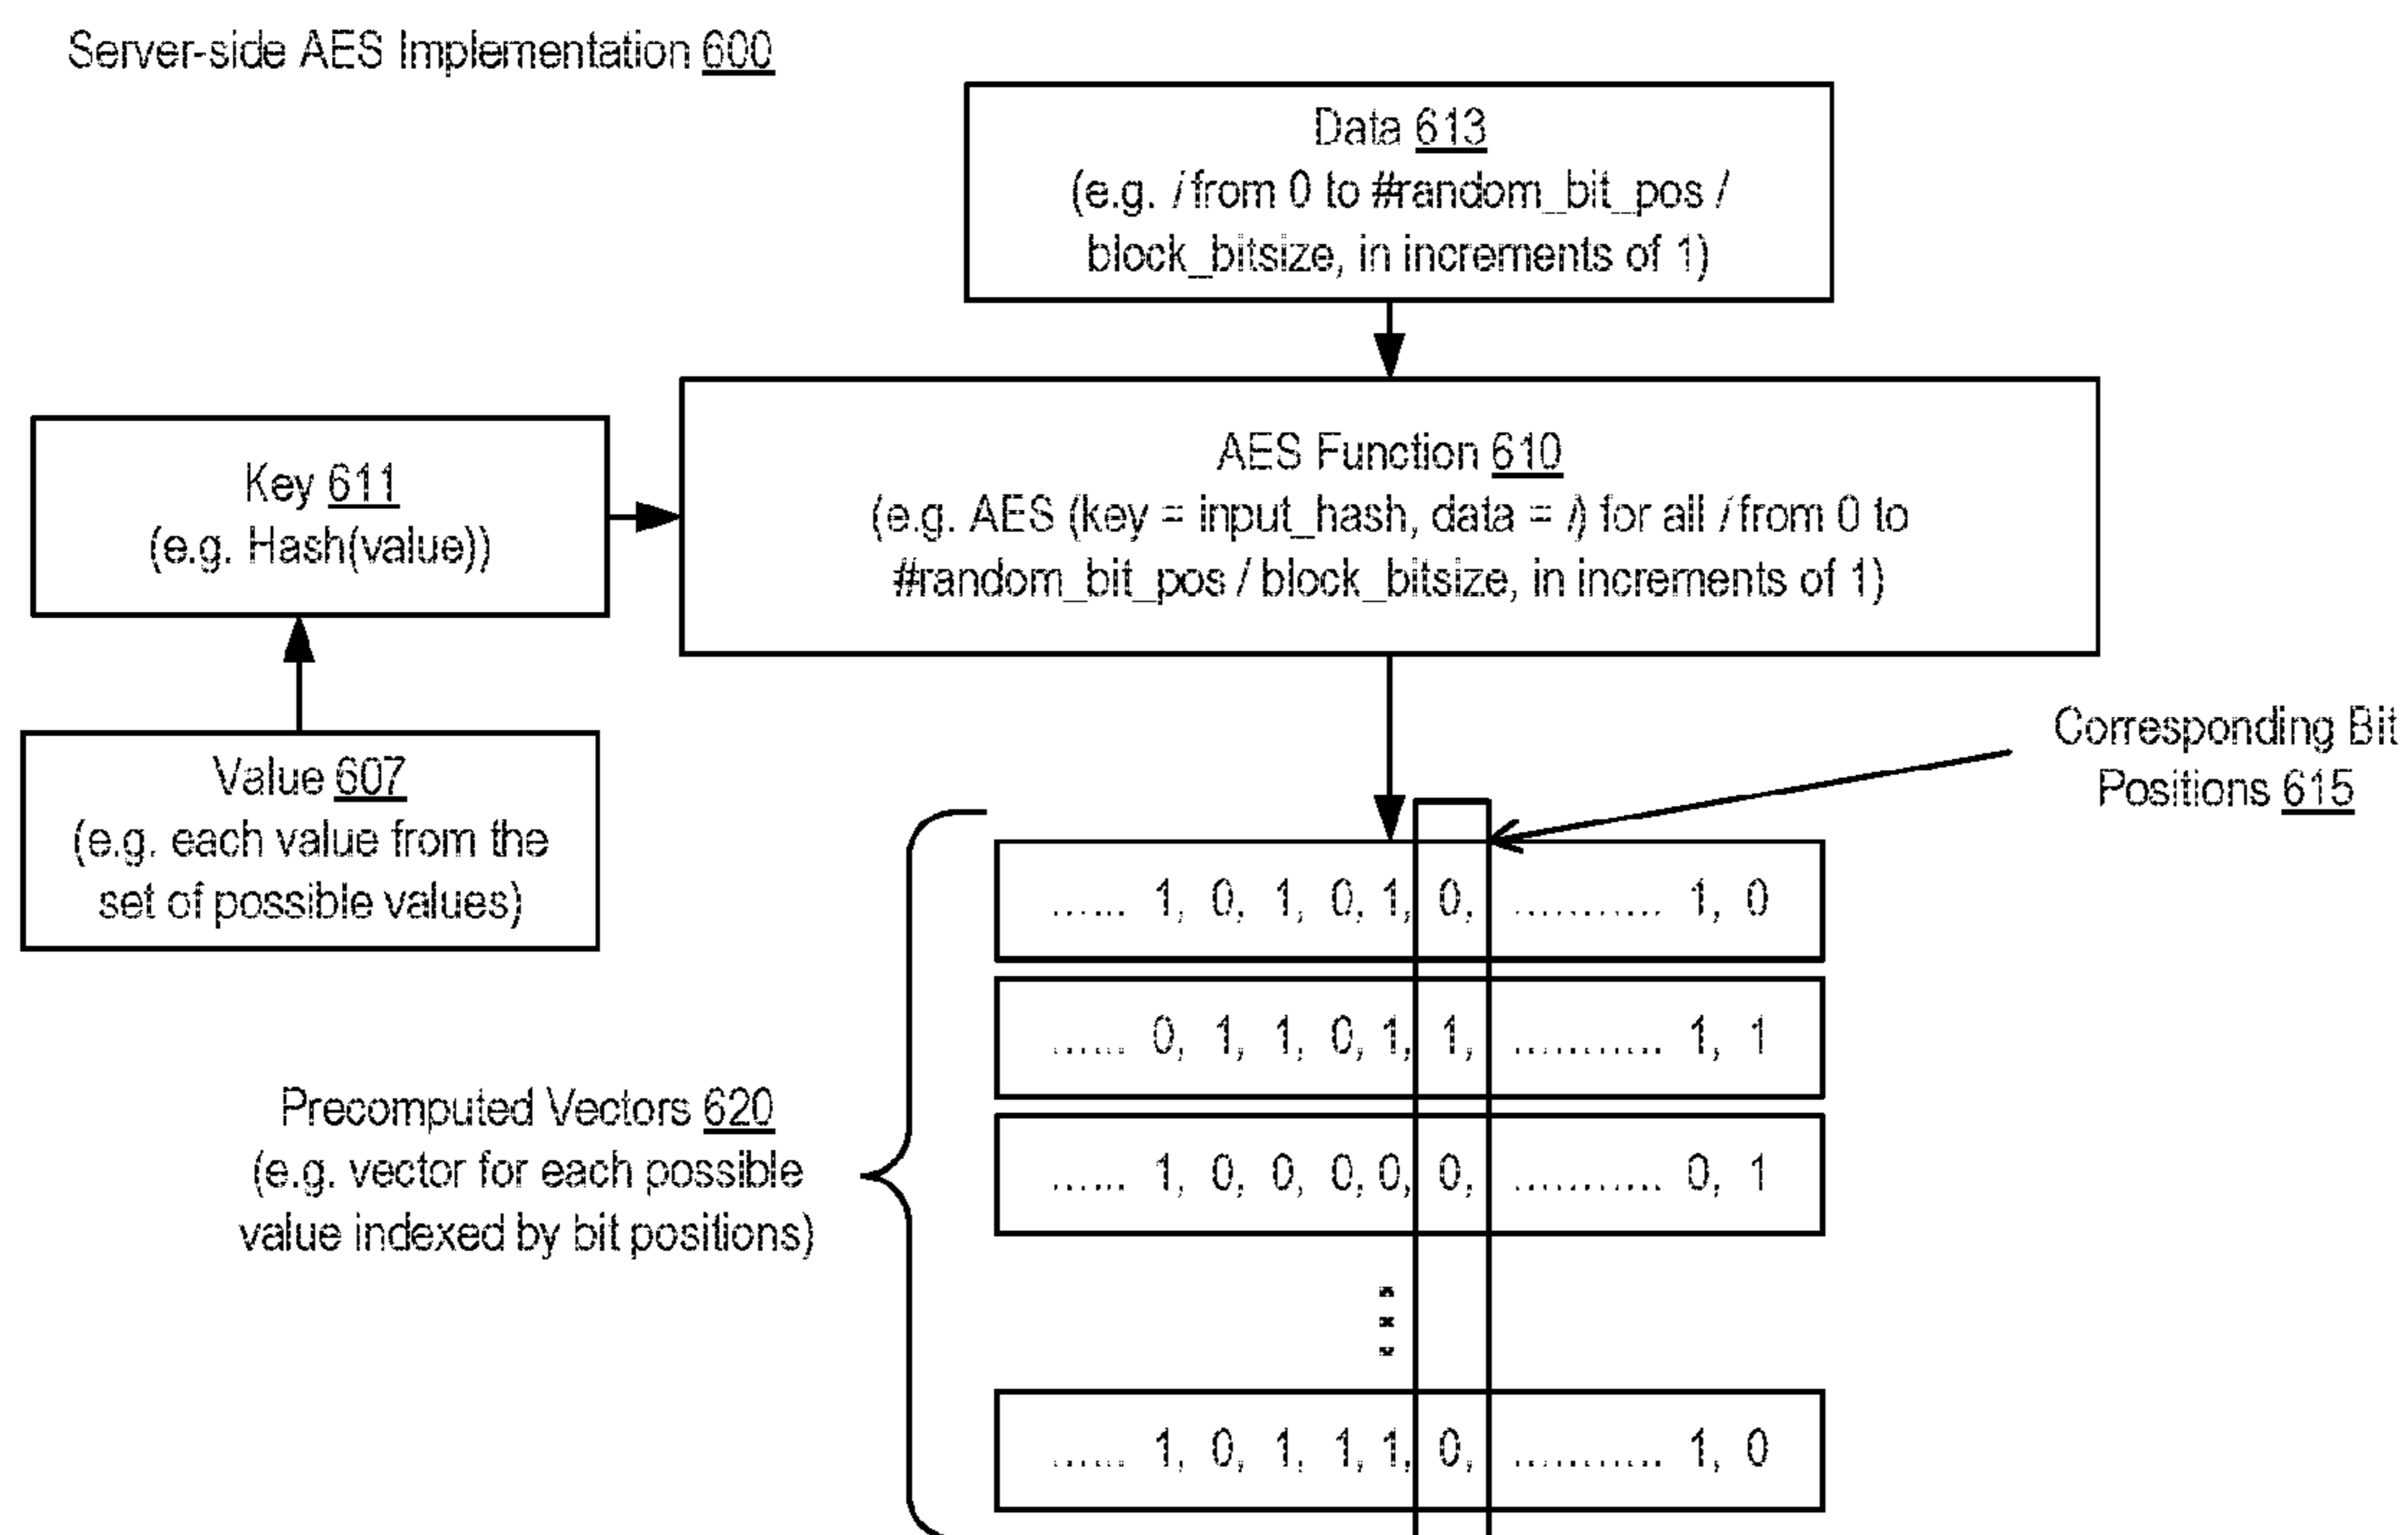 Server-side AES Implementation 600
Data 613
(e.g. i from 0 to #random_bit_pos /
block_bitsize, in increments of 1)
AES Function 610
(e.g. AES (key = input_hash, data = i) for all i from 0 to
#random_bit_pos / block_bitsize, in increments of 1)
Key 611
(e.g. Hash(value))
Value 607
(e.g. each value from the
set of possible values)
Corresponding Bit
Positions 615
...... 1, 0, 1, 0, 1, 0, ........... 1, 0
...... 0, 1, 1, 0, 1, 1, ........... 1, 1
...... 1, 0, 0, 0, 0, 0, ........... 0, 1
...... 1, 0, 1, 1, 1, 0, ........... 1, 0
Precomputed Vectors 620
(e.g. vector for each possible
value indexed by bit positions)